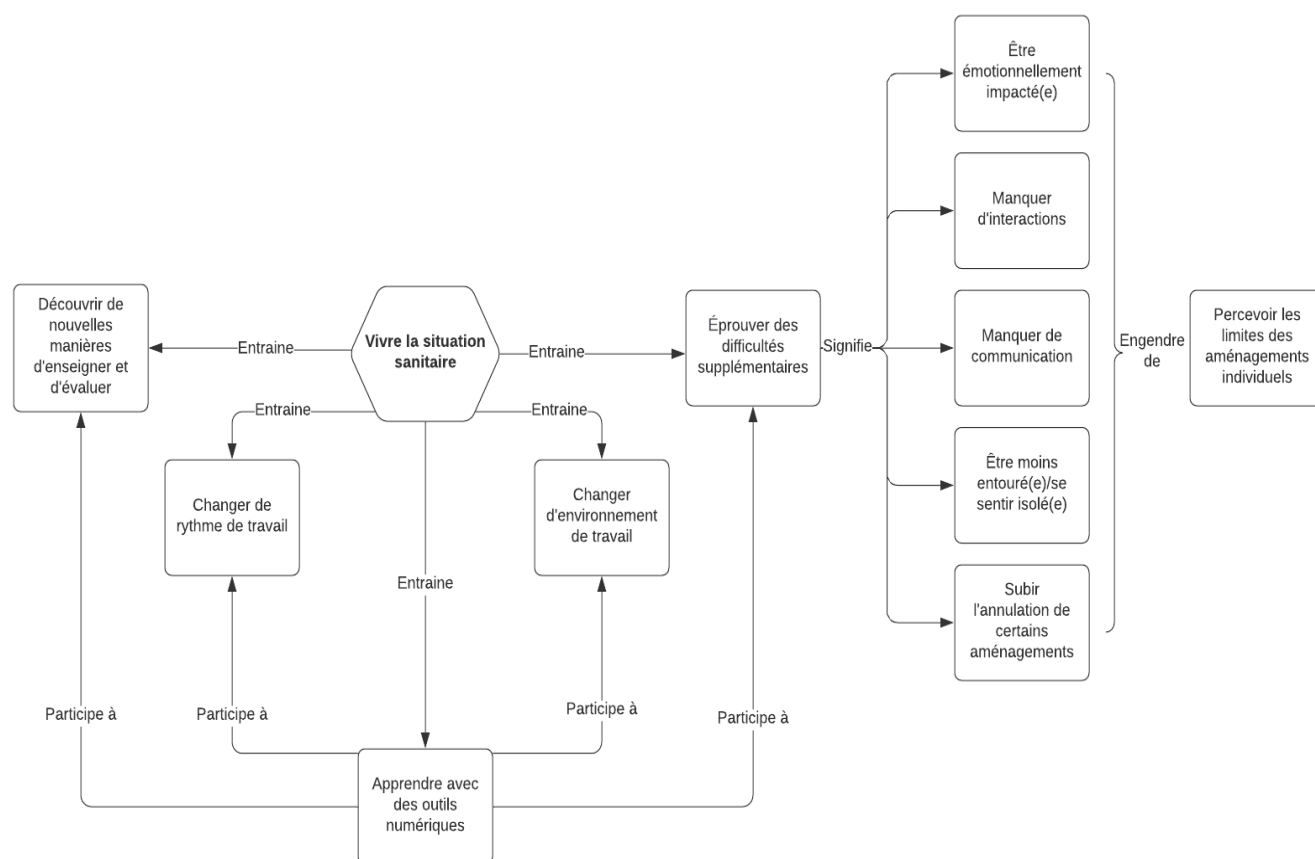 Être
émotionnellement
impacté(e)
Manquer
d'interactions
Découvrir de
nouvelles
manières
d'enseigner et
d'évaluer
Entraine
Vivre la situation
sanitaire
Entraine
Éprouver des
difficultés
supplémentaires
Signifie
Manquer de
communication
Engendre
de
Percevoir les
limites des
aménagements
individuels
Entraine
Entraine
Changer de
rythme de travail
Changer
d'environnement
de travail
Être moins
entouré(e)/se
sentir isolé(e)
Entraine
Subir
l'annulation de
certains
aménagements
Participe à
Participe à
Participe à
Participe à
Apprendre avec
des outils
numériques